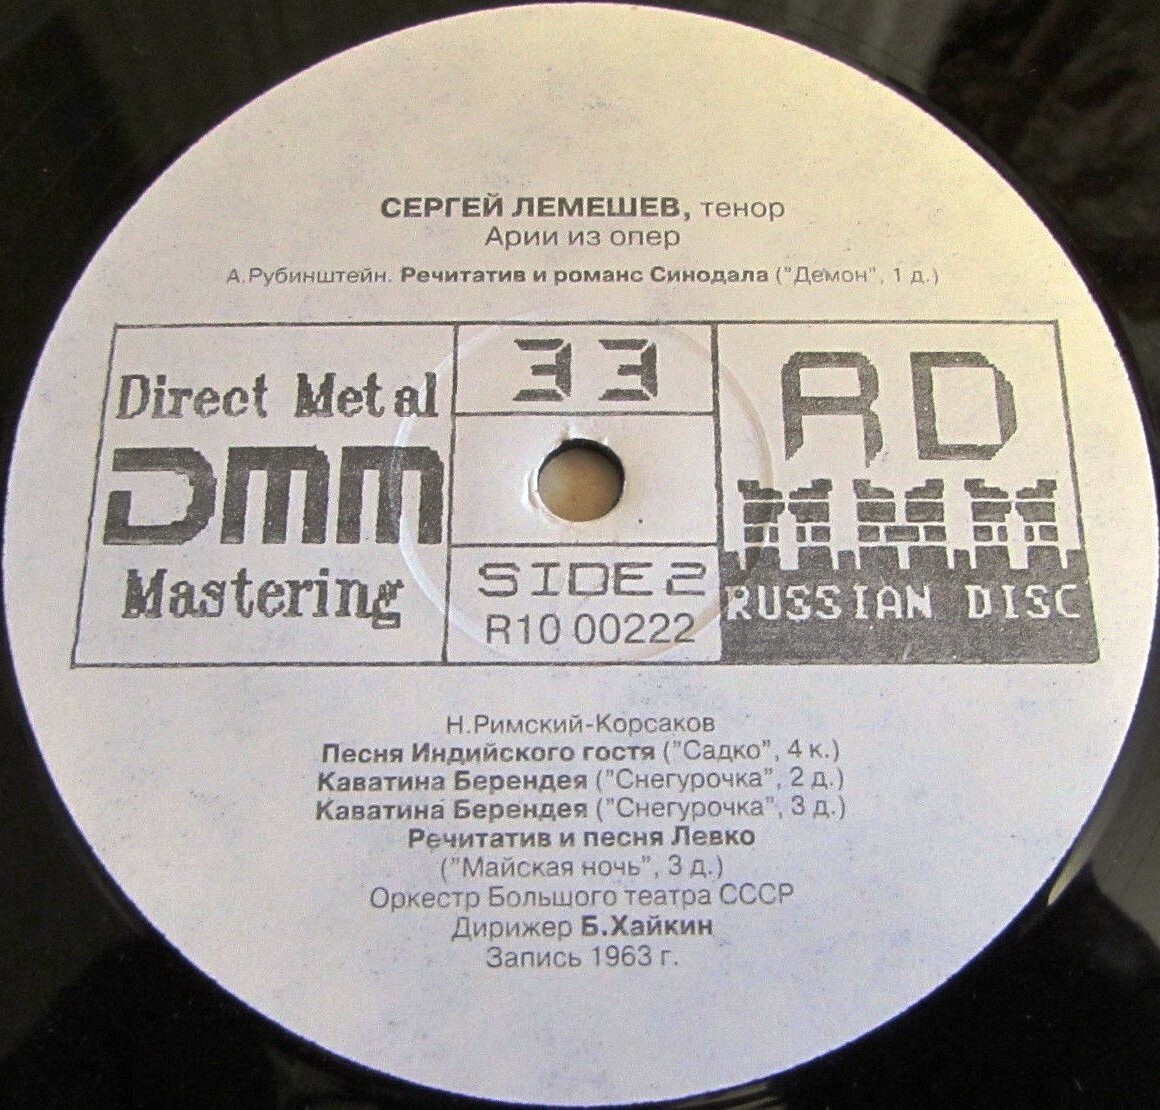 СЕРГЕЙ ЛЕМЕШЕВ, тенор
Арии из опер
А.Рубинштейн. Речитатив и романс Синодала ("Демон", 1 д.)
Direct Metal
DMM
Mastering
33
SIDE 2
R10 00222
RD
RUSSIAN DISC
Н.Римский-Корсаков
Песня Индийского гостя ("Садко", 4 к.)
Каватина Берендея ("Снегурочка", 2 д.)
Каватина Берендея ("Снегурочка", 3 д.)
Речитатив и песня Левко
("Майская ночь", 3 д.)
Оркестр Большого театра СССР
Дирижер Б.Хайкин
Запись 1963 г.